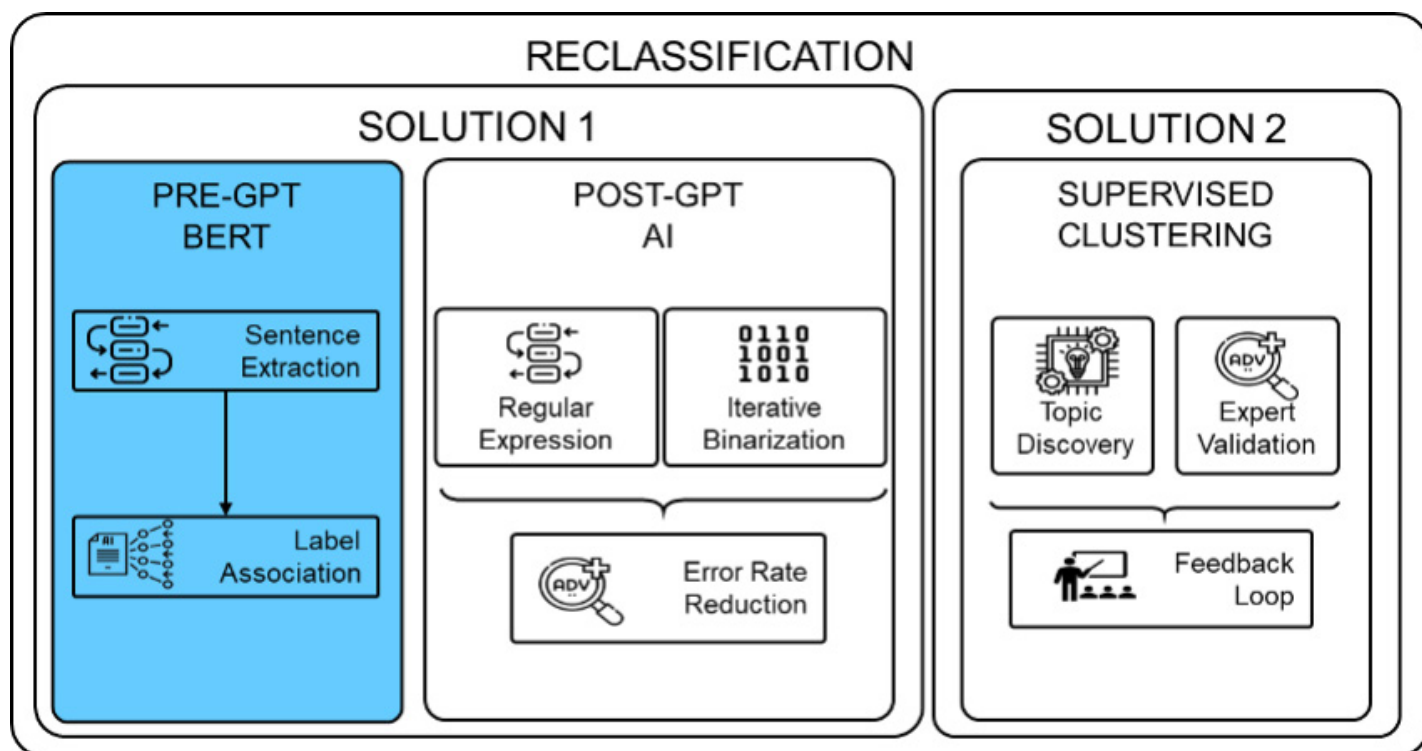 RECLASSIFICATION
SOLUTION 1
PRE-GPT
BERT
Sentence
Extraction
AI
Label
Association
POST-GPT
AI
Regular
Expression
0110
1001
1010
Iterative
Binarization
ADV
Error Rate
Reduction
SOLUTION 2
SUPERVISED
CLUSTERING
Topic
Discovery
ADV
Expert
Validation
Feedback
Loop